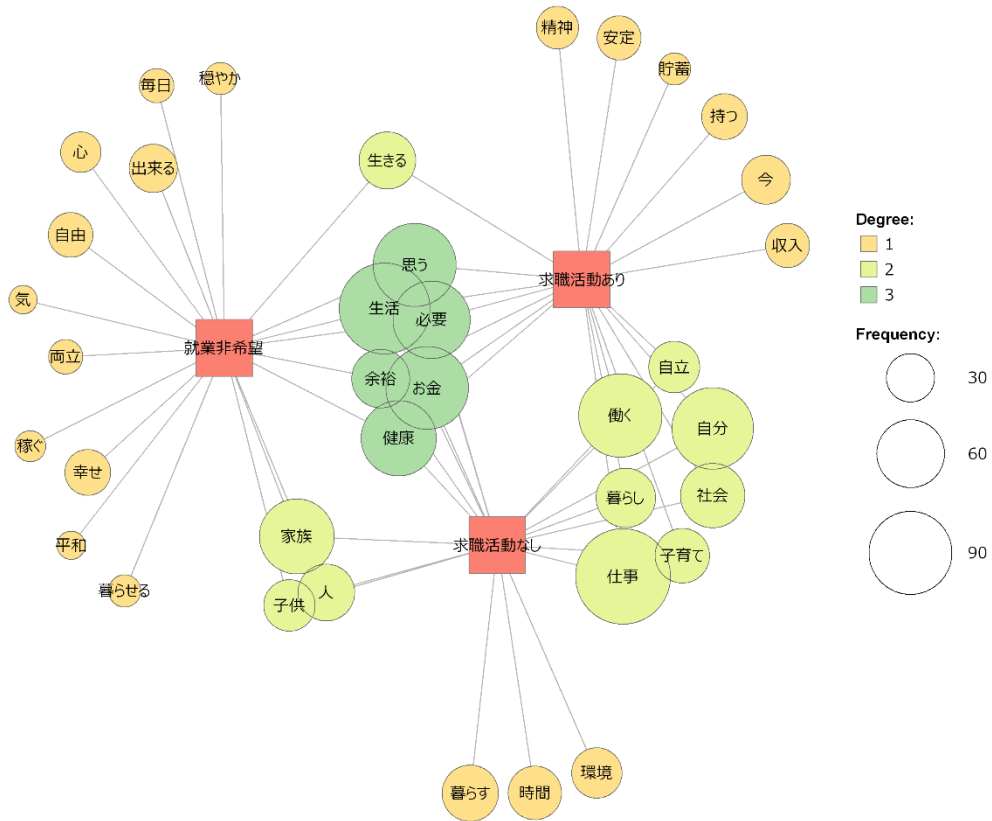 精神
安定
貯蓄
持つ
今
収入
穏やか
毎日
心
出来る
自由
気
両立
稼ぐ
幸せ
平和
暮らせる
生きる
思う
生活
必要
余裕
お金
健康
就業非希望
求職活動あり
求職活動なし
自立
働く
自分
暮らし
社会
子育て
仕事
家族
人
子供
暮らす
時間
環境
Degree:
1
2
3
Frequency:
30
60
90